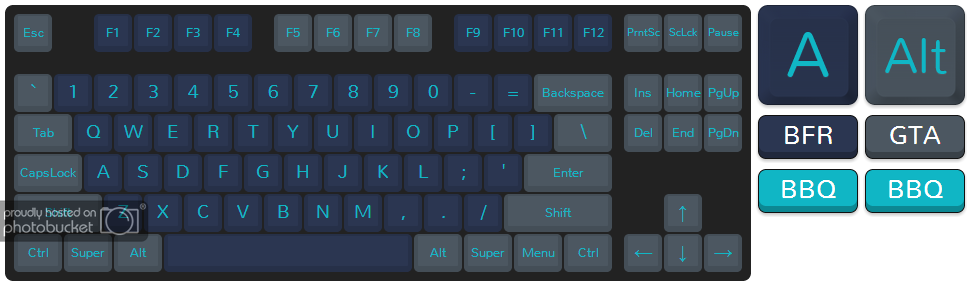 Esc F1 F2 F3 F4 F5 F6 F7 F8 F9 F10 F11 F12 PrntSc ScLck Pause
` 1 2 3 4 5 6 7 8 9 0 - = Backspace Ins Home PgUp
Tab Q W E R T Y U I O P [ ] \ Del End PgDn
CapsLock A S D F G H J K L ; ' Enter
Z X C V B N M , . / Shift ↑
Ctrl Super Alt Alt Super Menu Ctrl ← ↓ →
proudly hosted on
photobucket
A Alt
BFR GTA
BBQ BBQ